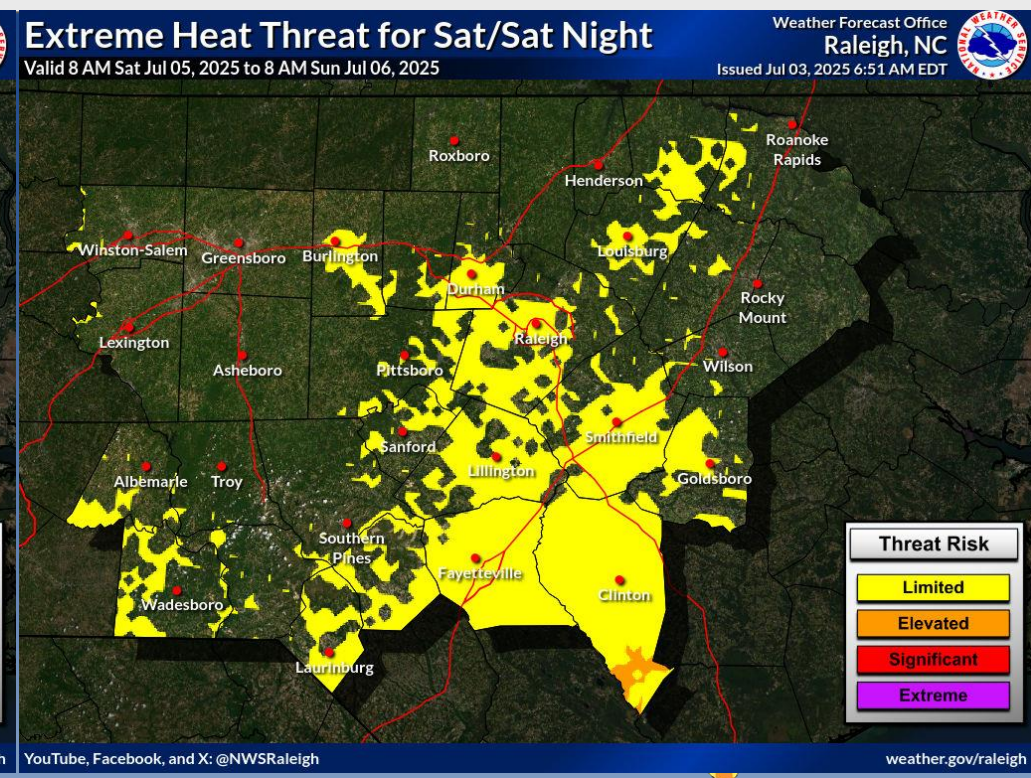 Extreme Heat Threat for Sat/Sat Night
Valid 8 AM Sat Jul 05, 2025 to 8 AM Sun Jul 06, 2025
Weather Forecast Office
Raleigh, NC
Issued Jul 03, 2025 6:51 AM EDT
NATIONAL WEATHER SERVICE
Roxboro
Roanoke
Rapids
Henderson
Winston-Salem
Greensboro
Burlington
Louisburg
Durham
Rocky
Mount
Lexington
Raleigh
Asheboro
Pittsboro
Wilson
Sanford
Smithfield
Albemarle
Troy
Lillington
Goldsboro
Southern
Pines
Fayetteville
Clinton
Wadesboro
Laurinburg
Threat Risk
Limited
Elevated
Significant
Extreme
h
YouTube, Facebook, and X: @NWSRaleigh
weather.gov/raleigh